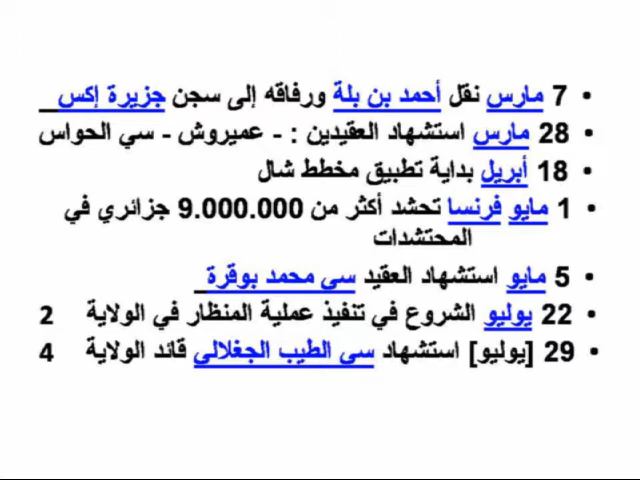 • 7 مارس نقل أحمد بن بلة ورفاقه إلى سجن جزيرة إكس
• 28 مارس استشهاد العقيدين : - عميروش - سي الحواس
• 18 أبريل بداية تطبيق مخطط شال
• 1 مايو فرنسا تحشد أكثر من 9.000.000 جزائري في
المحتشدات
• 5 مايو استشهاد العقيد سي محمد بوقرة
• 22 يوليو الشروع في تنفيذ عملية المنظار في الولاية 2
• 29 [يوليو] استشهاد سي الطيب الجغلالي قائد الولاية 4